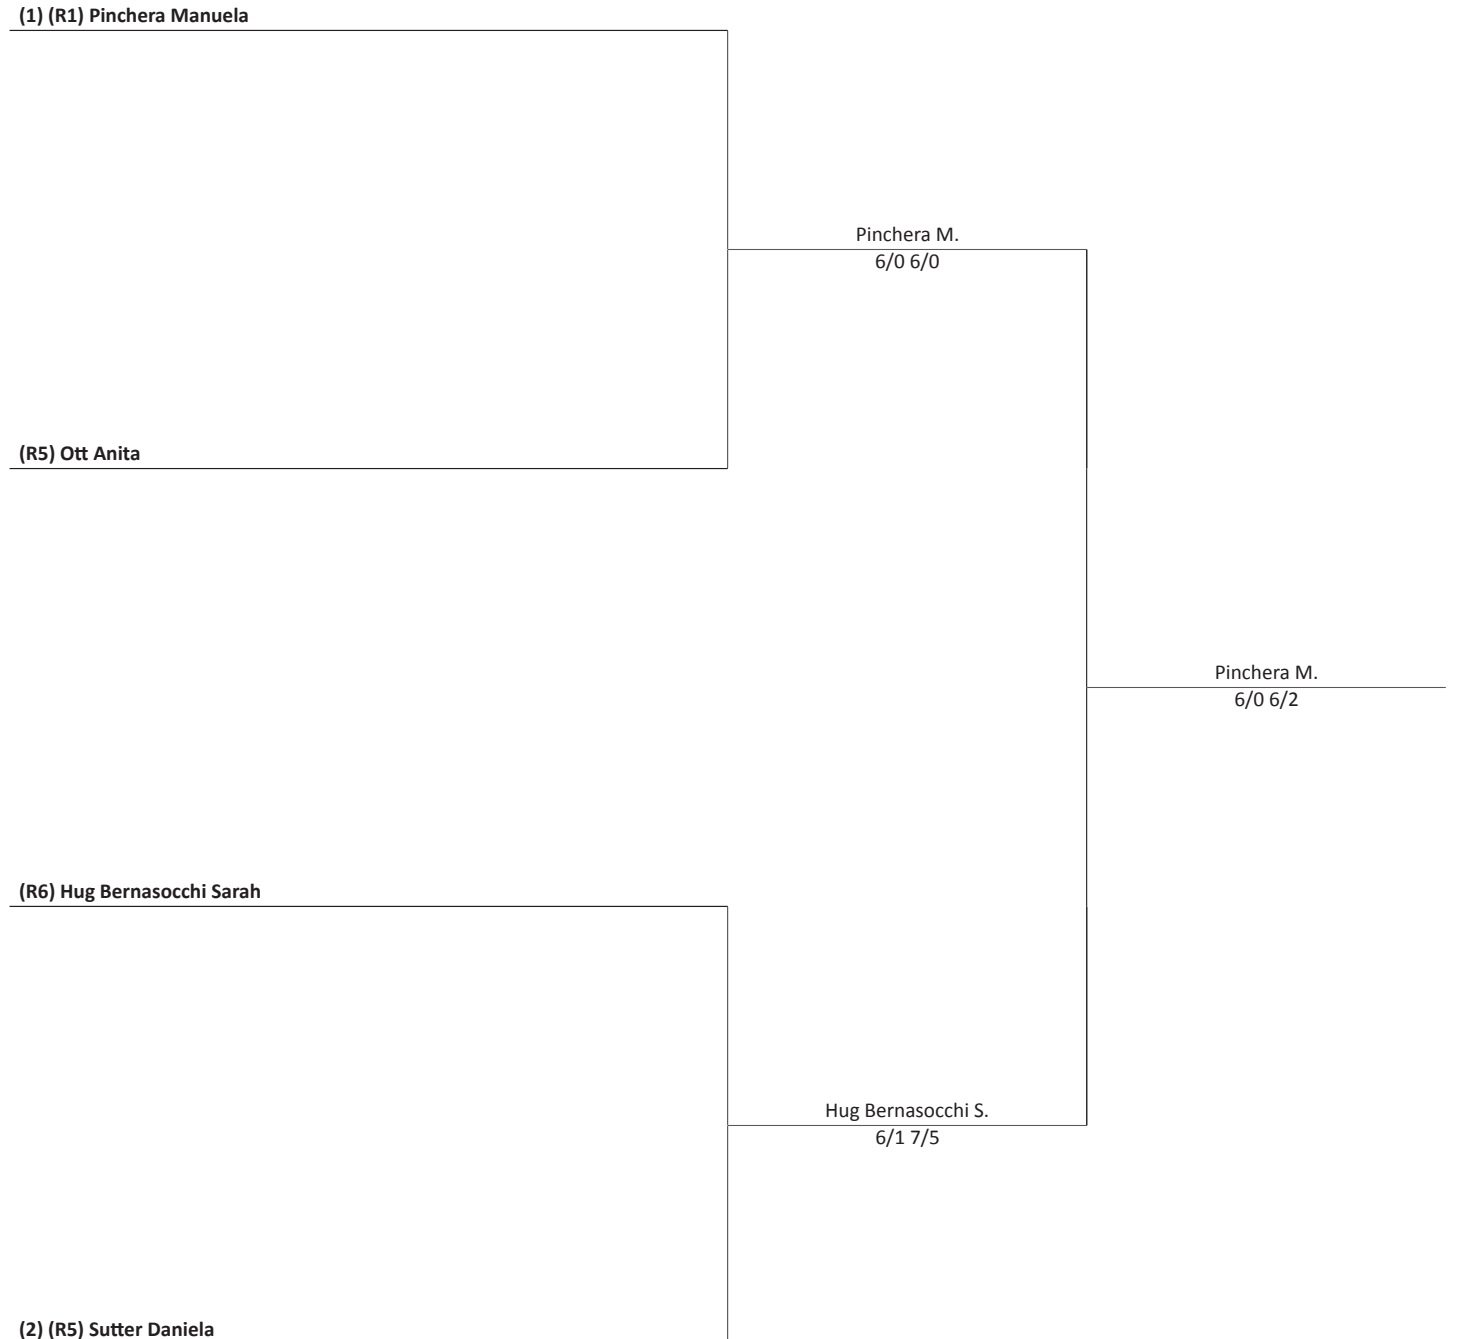 (1) (R1) Pinchera Manuela
Pinchera M.
6/0 6/0
(R5) Ott Anita
Pinchera M.
6/0 6/2
(R6) Hug Bernasocchi Sarah
Hug Bernasocchi S.
6/1 7/5
(2) (R5) Sutter Daniela